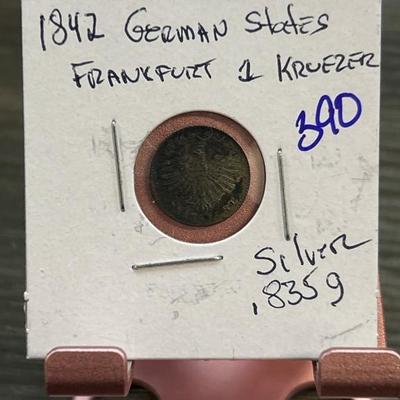 1842 German States
Frankfurt 1 Kruezer
390
Silver
.835 g